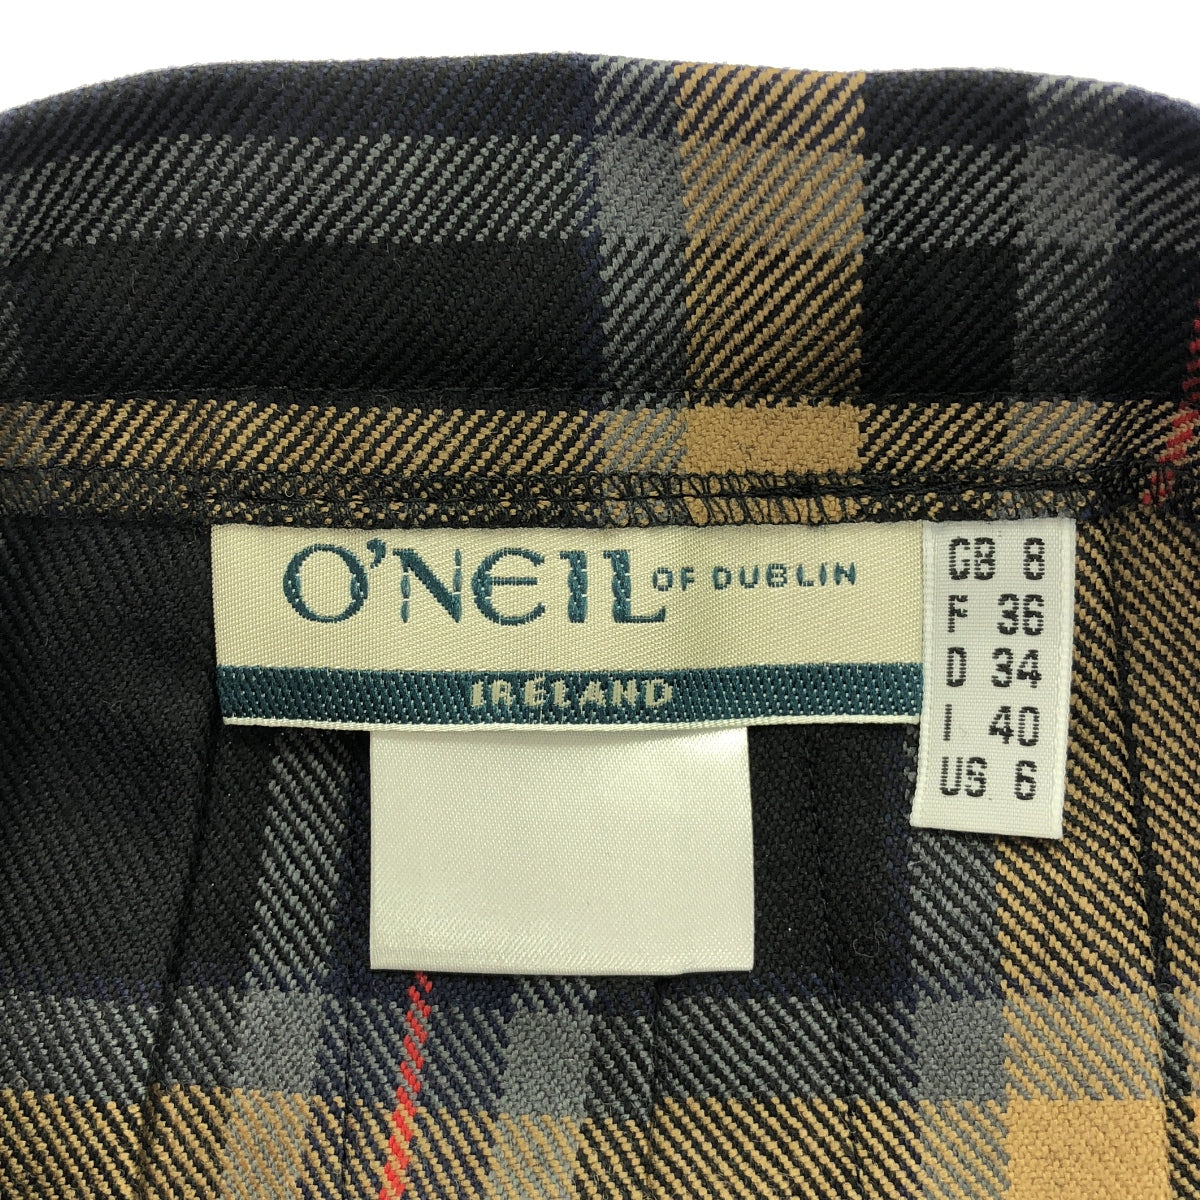 O'NEIL OF DUBLIN
IRELAND
GB 8
F 36
D 34
I 40
US 6